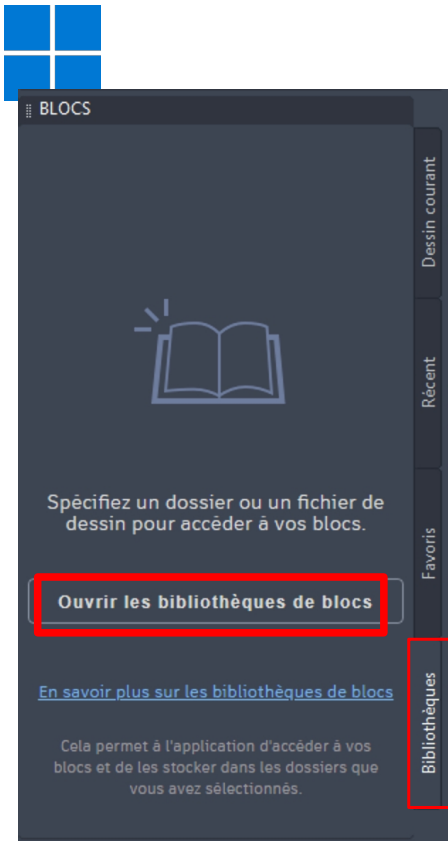 BLOCS
Dessin courant
Récent
Spécifiez un dossier ou un fichier de
dessin pour accéder à vos blocs.
Favoris
Ouvrir les bibliothèques de blocs
Bibliothèques
En savoir plus sur les bibliothèques de blocs
Cela permet à l'application d'accéder à vos
blocs et de les stocker dans les dossiers que
vous avez sélectionnés.